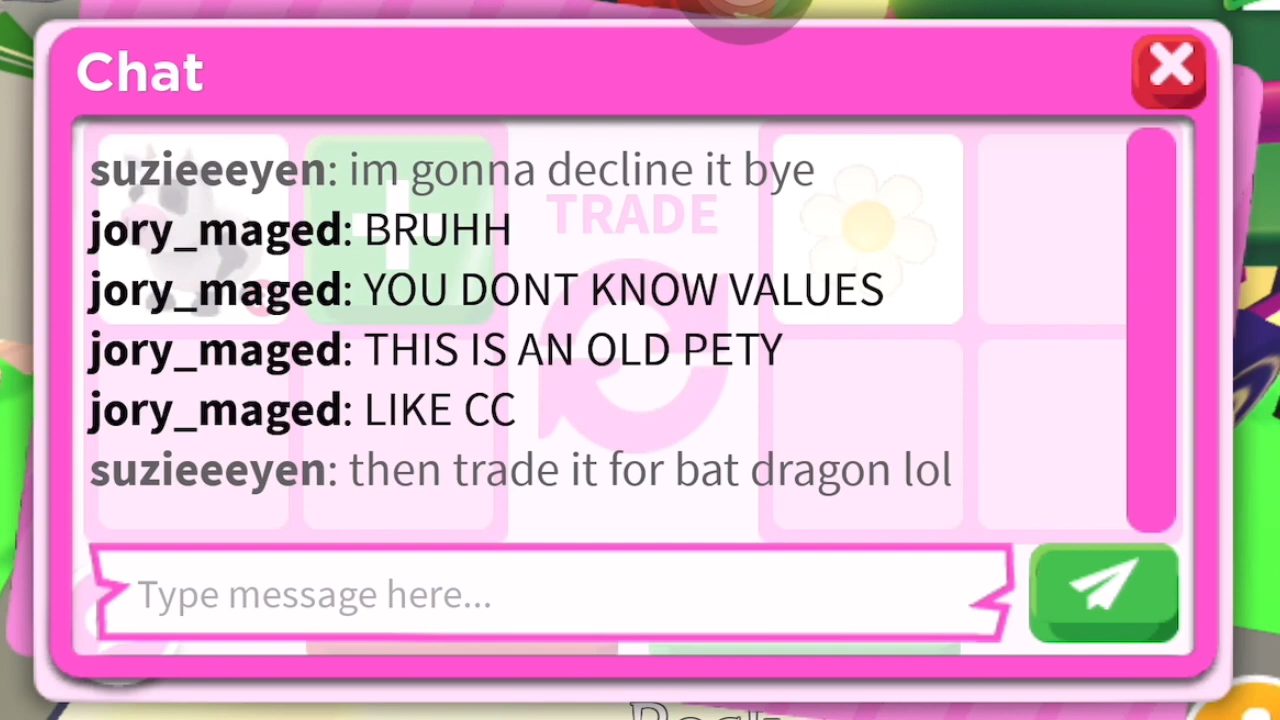 Chat
suzieeeyen: im gonna decline it bye
jory_maged: BRUHH
TRADE
jory_maged: YOU DONT KNOW VALUES
jory_maged: THIS IS AN OLD PETY
jory_maged: LIKE CC
suzieeeyen: then trade it for bat dragon lol
Type message here...